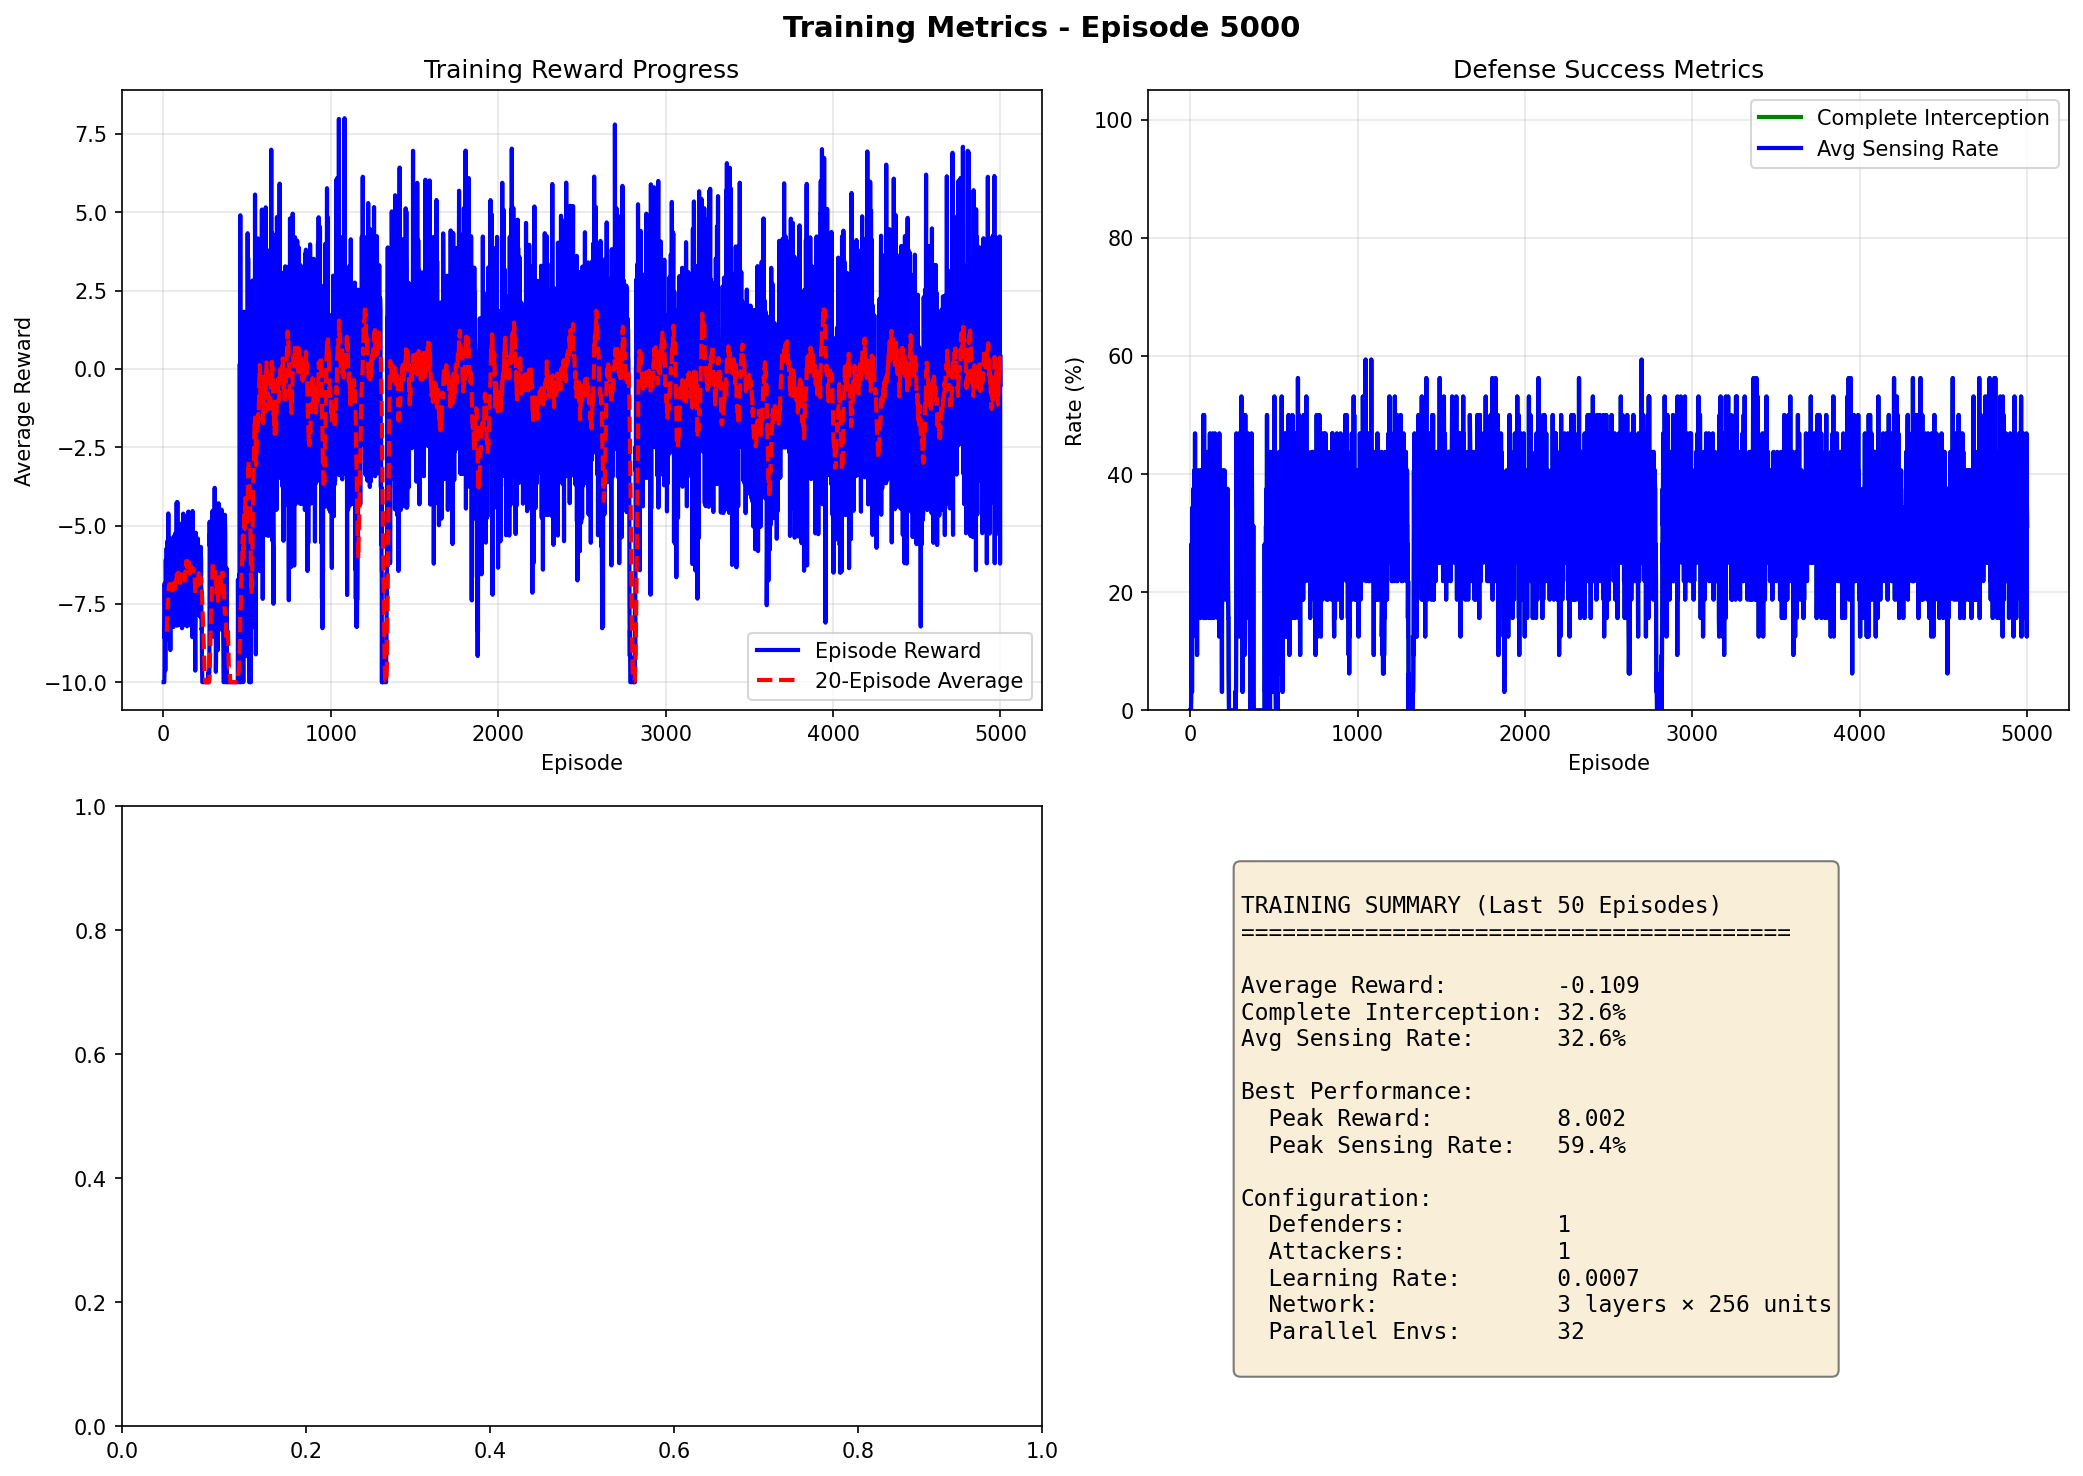 Training Metrics - Episode 5000
Training Reward Progress
Average Reward
7.5
5.0
2.5
0.0
−2.5
−5.0
−7.5
−10.0
Episode Reward
20-Episode Average
0 1000 2000 3000 4000 5000
Episode
Defense Success Metrics
Rate (%)
100
80
60
40
20
0
Complete Interception
Avg Sensing Rate
0 1000 2000 3000 4000 5000
Episode
1.0
0.8
0.6
0.4
0.2
0.0
0.0 0.2 0.4 0.6 0.8 1.0
TRAINING SUMMARY (Last 50 Episodes)
========================================
Average Reward: -0.109
Complete Interception: 32.6%
Avg Sensing Rate: 32.6%
Best Performance:
Peak Reward: 8.002
Peak Sensing Rate: 59.4%
Configuration:
Defenders: 1
Attackers: 1
Learning Rate: 0.0007
Network: 3 layers × 256 units
Parallel Envs: 32